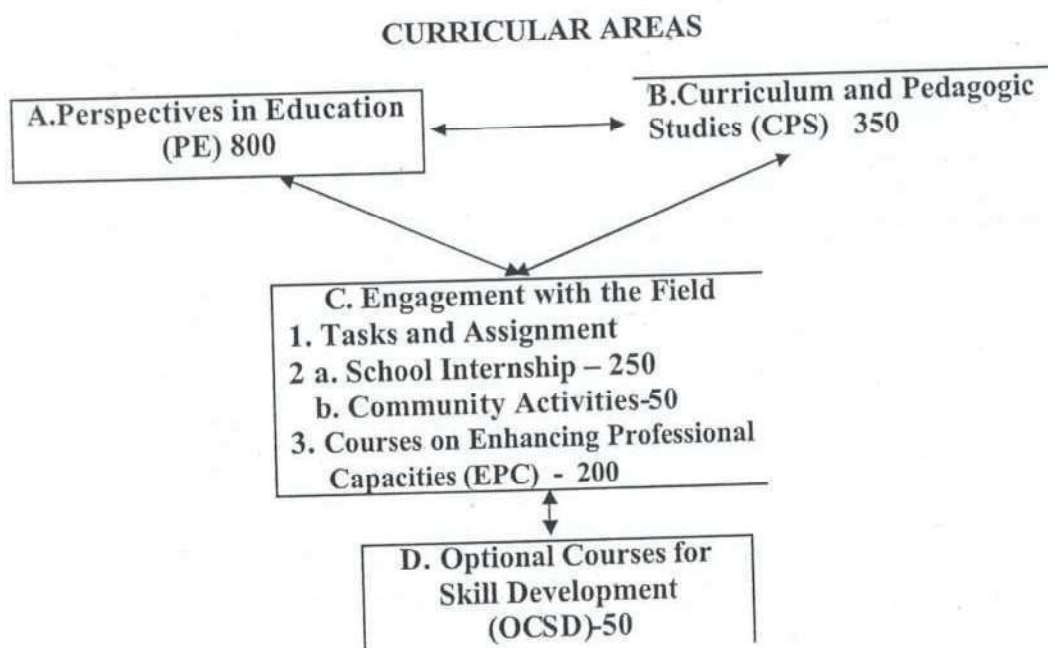 CURRICULAR AREAS
A.Perspectives in Education
(PE) 800
B.Curriculum and Pedagogic
Studies (CPS) 350
C. Engagement with the Field
1. Tasks and Assignment
2 a. School Internship – 250
b. Community Activities-50
3. Courses on Enhancing Professional
Capacities (EPC) - 200
D. Optional Courses for
Skill Development
(OCSD)-50